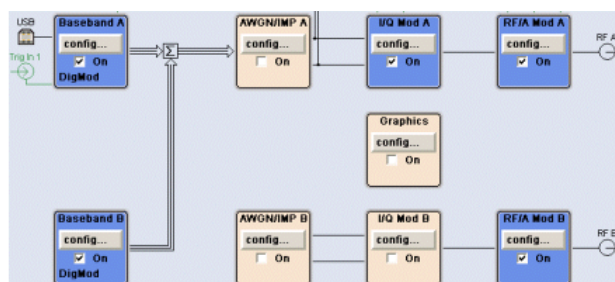 USB
Baseband A
AWGN/IMP A
I/Q Mod A
RF/A Mod A
RF A
config...
config...
config...
config...
Trig In 1
On
On
On
On
DigMod
Σ
Graphics
config...
On
Baseband B
AWGN/IMP B
I/Q Mod B
RF/A Mod B
RF B
config...
config...
config...
config...
On
On
On
On
DigMod